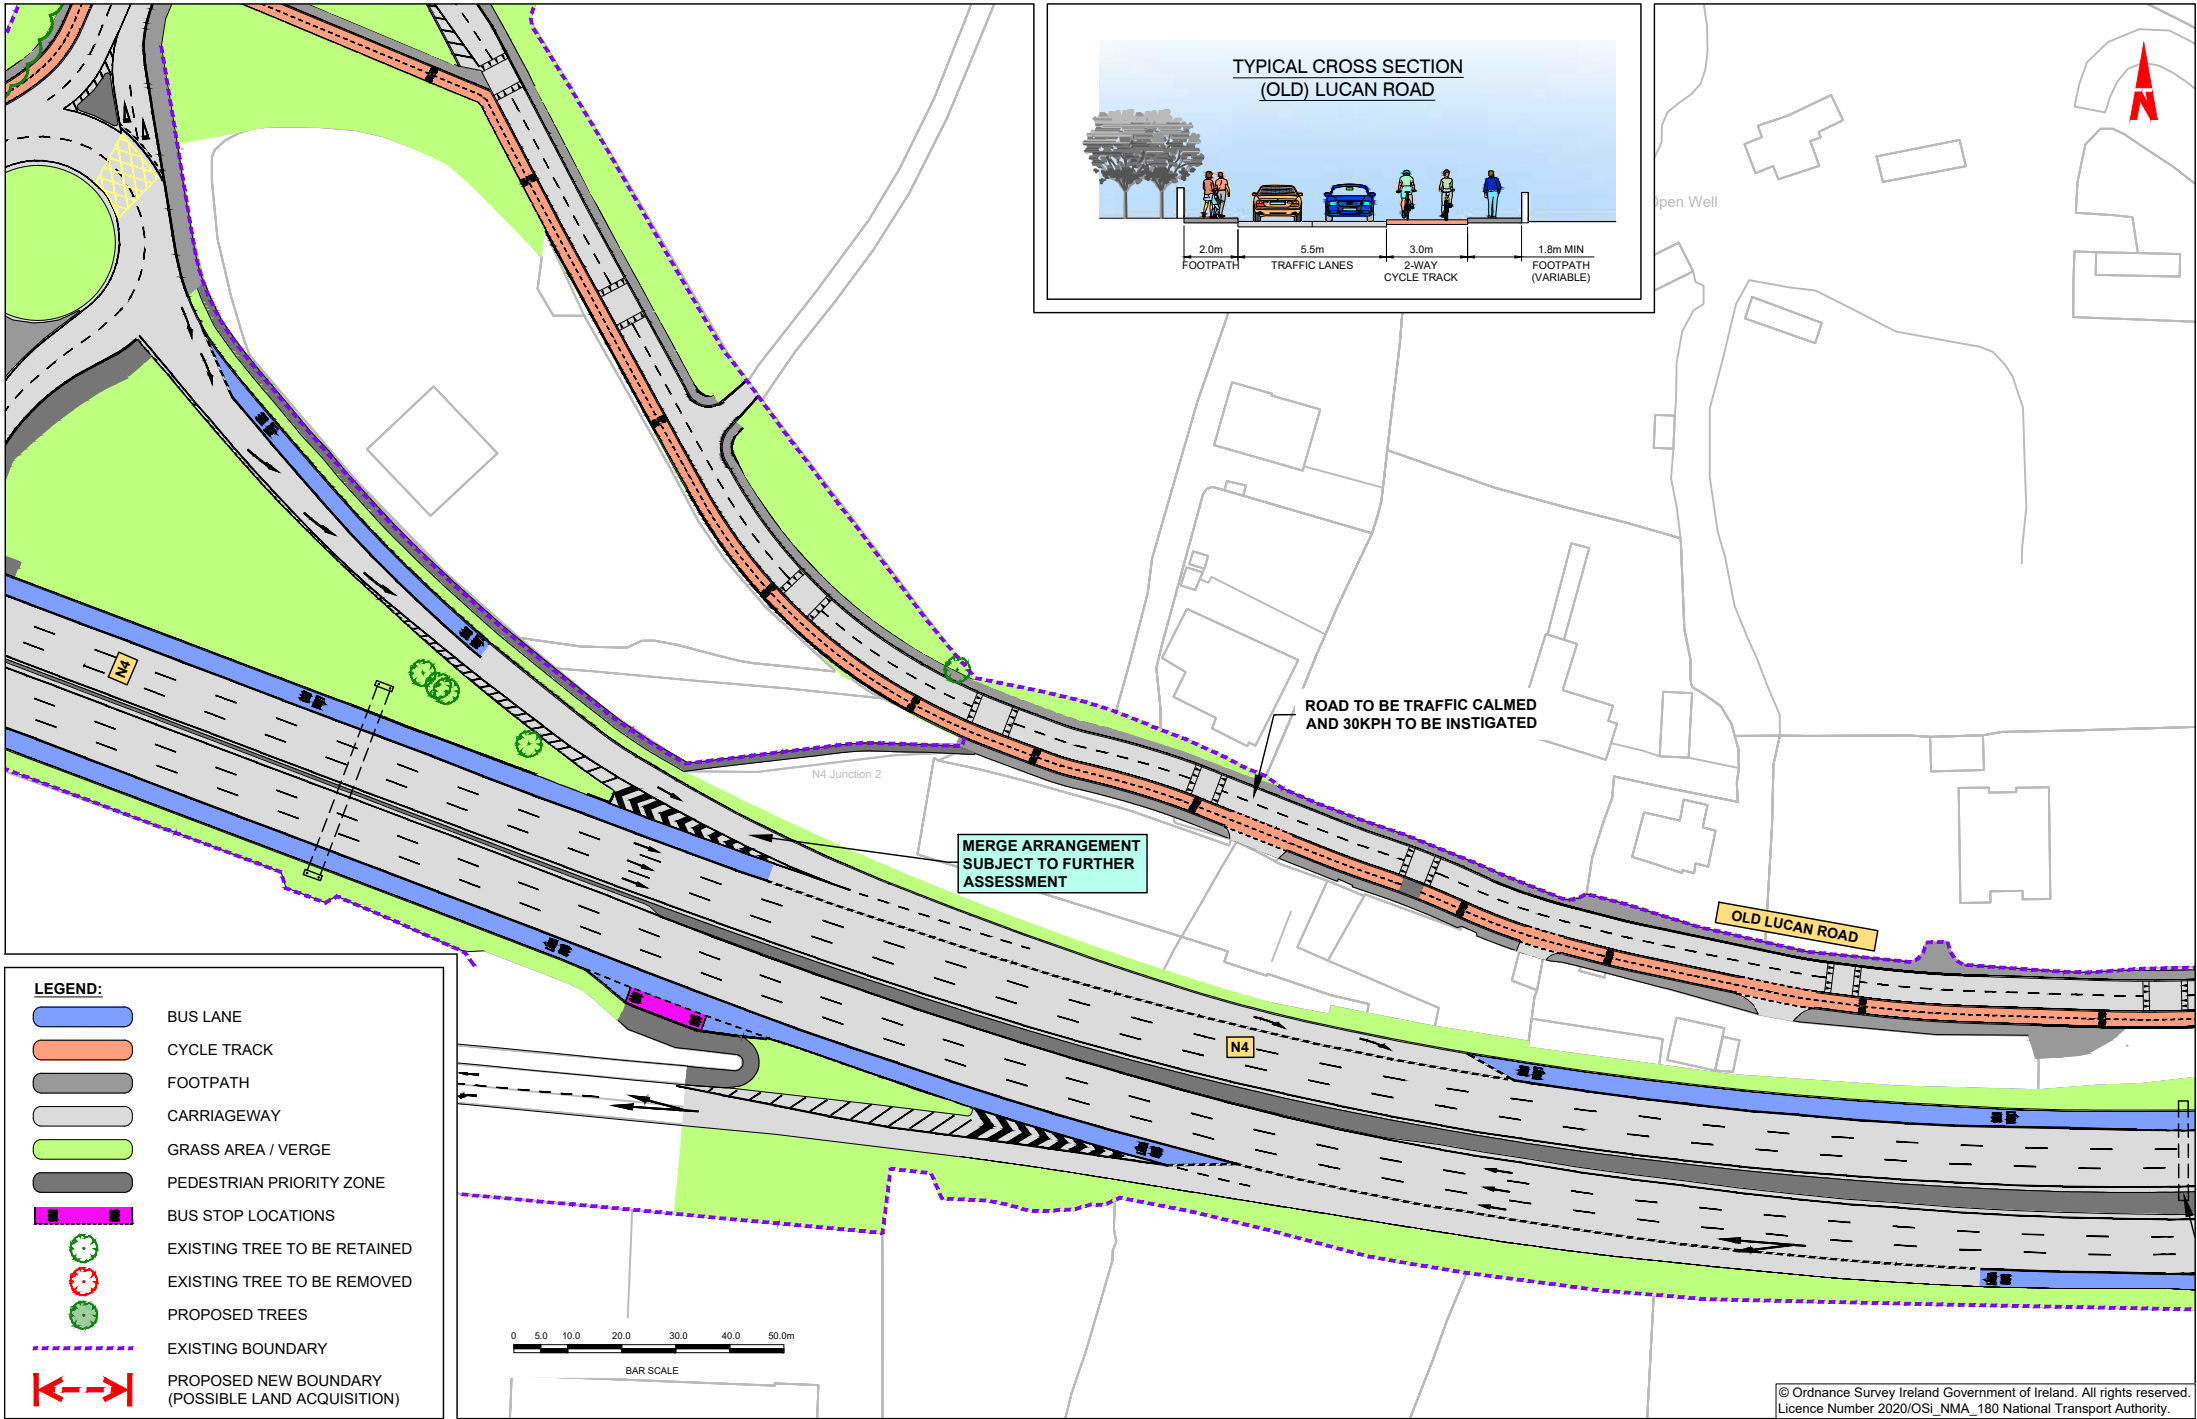 TYPICAL CROSS SECTION
(OLD) LUCAN ROAD
2.0m
FOOTPATH
5.5m
TRAFFIC LANES
3.0m
2-WAY
CYCLE TRACK
1.8m MIN
FOOTPATH
(VARIABLE)
N
Open Well
N4
ROAD TO BE TRAFFIC CALMED
AND 30KPH TO BE INSTIGATED
N4 Junction 2
MERGE ARRANGEMENT
SUBJECT TO FURTHER
ASSESSMENT
OLD LUCAN ROAD
N4
LEGEND:
BUS LANE
CYCLE TRACK
FOOTPATH
CARRIAGEWAY
GRASS AREA / VERGE
PEDESTRIAN PRIORITY ZONE
BUS STOP LOCATIONS
EXISTING TREE TO BE RETAINED
EXISTING TREE TO BE REMOVED
PROPOSED TREES
EXISTING BOUNDARY
PROPOSED NEW BOUNDARY
(POSSIBLE LAND ACQUISITION)
0 5.0 10.0 20.0 30.0 40.0 50.0m
BAR SCALE
© Ordnance Survey Ireland Government of Ireland. All rights reserved.
Licence Number 2020/OSi_NMA_180 National Transport Authority.